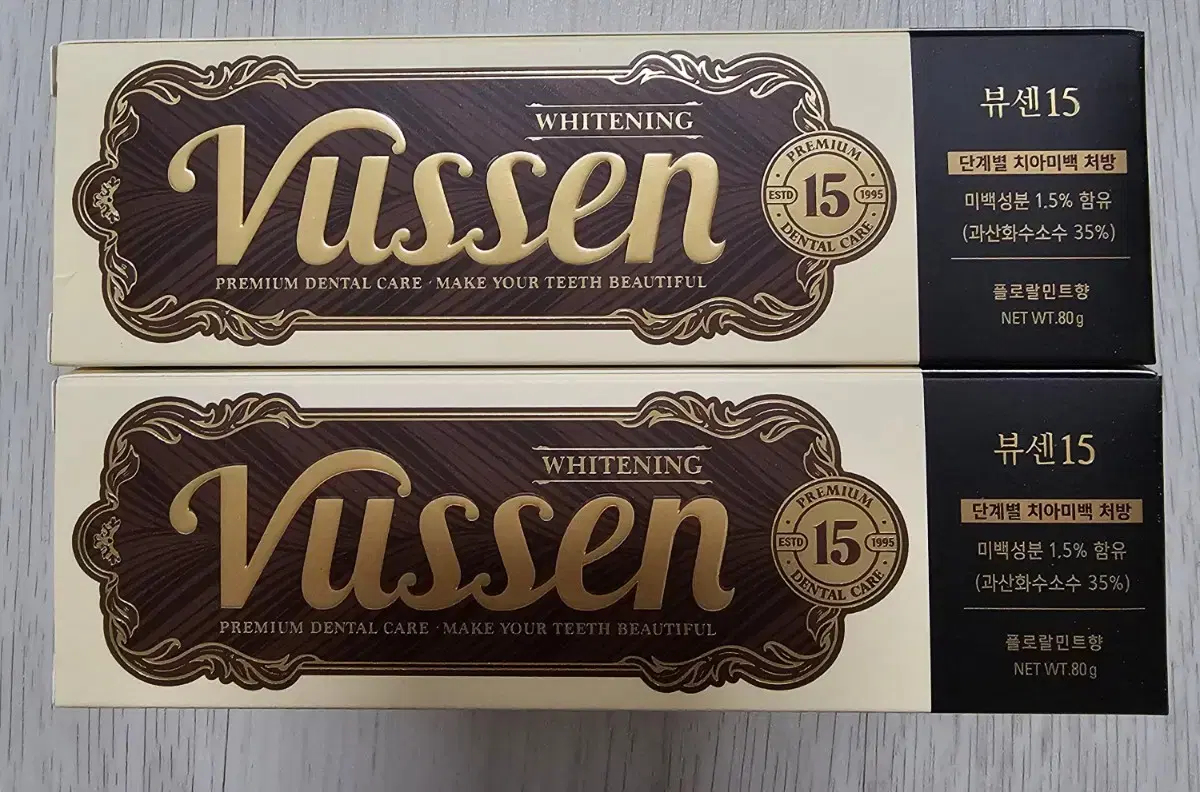 WHITENING
Vussen
PREMIUM DENTAL CARE · MAKE YOUR TEETH BEAUTIFUL
PREMIUM
ESTD 15 1995
DENTAL CARE
뷰센15
단계별 치아미백 처방
미백성분 1.5% 함유
(과산화수소수 35%)
플로랄민트향
NET WT.80g
WHITENING
Vussen
PREMIUM DENTAL CARE · MAKE YOUR TEETH BEAUTIFUL
PREMIUM
ESTD 15 1995
DENTAL CARE
뷰센15
단계별 치아미백 처방
미백성분 1.5% 함유
(과산화수소수 35%)
플로랄민트향
NET WT.80g